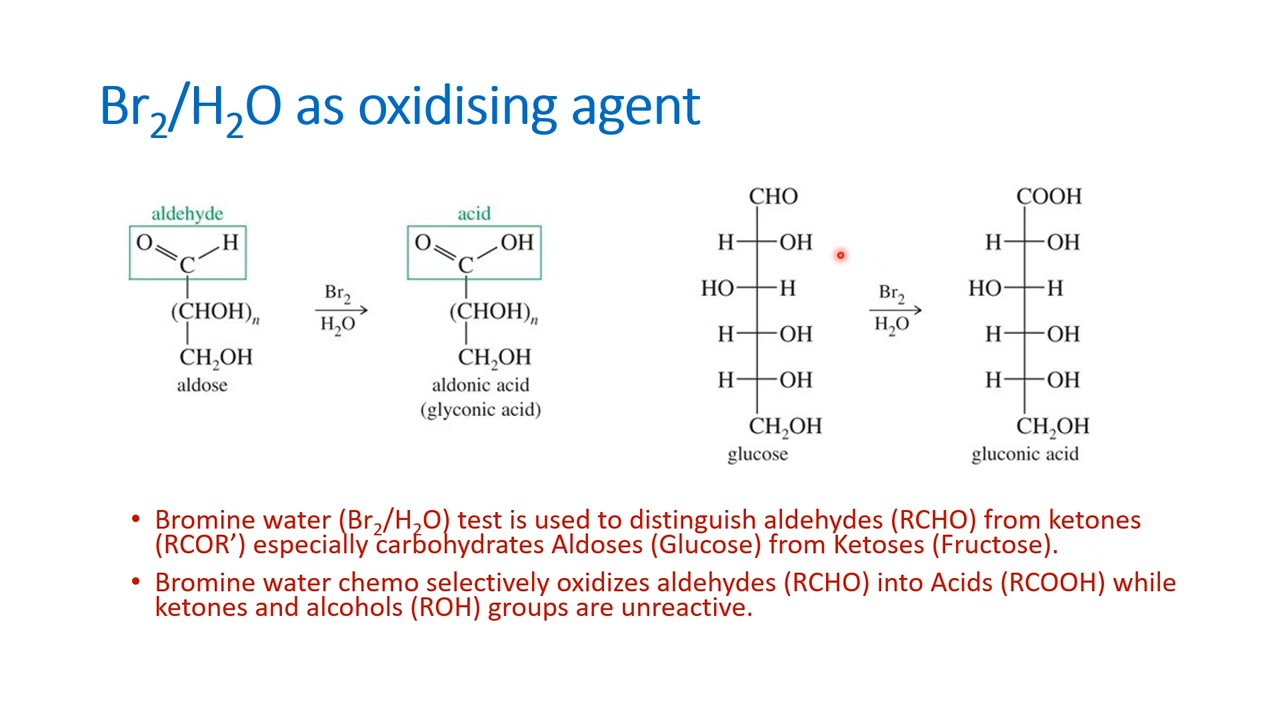 Br₂/H₂O as oxidising agent
aldehyde
O H
C
(CHOH)ₙ
CH₂OH
aldose
Br₂
H₂O
acid
O OH
C
(CHOH)ₙ
CH₂OH
aldonic acid
(glyconic acid)
CHO
H OH
HO H
H OH
H OH
CH₂OH
glucose
Br₂
H₂O
COOH
H OH
HO H
H OH
H OH
CH₂OH
gluconic acid
• Bromine water (Br₂/H₂O) test is used to distinguish aldehydes (RCHO) from ketones
(RCOR’) especially carbohydrates Aldoses (Glucose) from Ketoses (Fructose).
• Bromine water chemo selectively oxidizes aldehydes (RCHO) into Acids (RCOOH) while
ketones and alcohols (ROH) groups are unreactive.